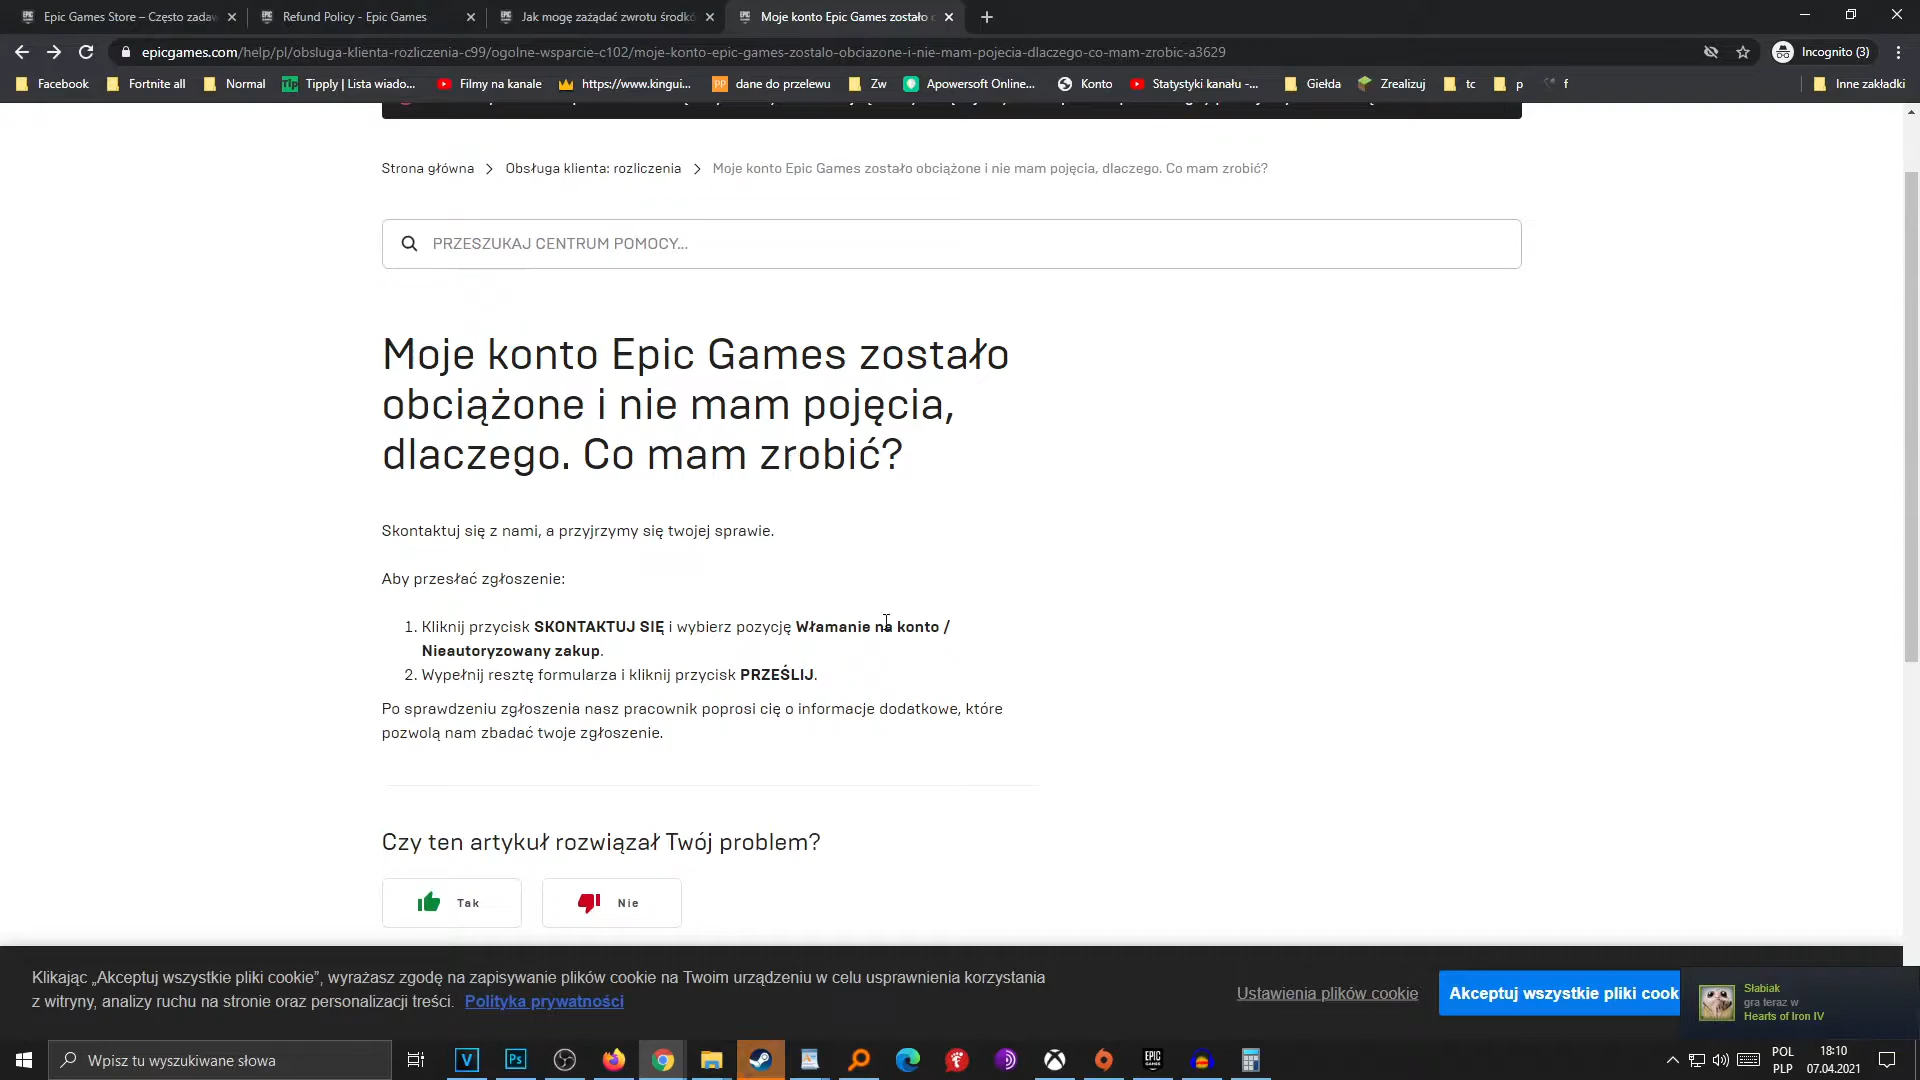 Epic Games Store – Często zadaw
Refund Policy - Epic Games
Jak mogę zażądać zwrotu środkó
Moje konto Epic Games zostało o
epicgames.com/help/pl/obsluga-klienta-rozliczenia-c99/ogolne-wsparcie-c102/moje-konto-epic-games-zostalo-obciazone-i-nie-mam-pojecia-dlaczego-co-mam-zrobic-a3629
Incognito (3)
Facebook
Fortnite all
Normal
Tipply | Lista wiado...
Filmy na kanale
https://www.kingui...
PP
dane do przelewu
Zw
Apowersoft Online...
Konto
Statystyki kanału -...
Giełda
Zrealizuj
tc
p
f
Inne zakładki
Strona główna > Obsługa klienta: rozliczenia > Moje konto Epic Games zostało obciążone i nie mam pojęcia, dlaczego. Co mam zrobić?
PRZESZUKAJ CENTRUM POMOCY...
Moje konto Epic Games zostało
obciążone i nie mam pojęcia,
dlaczego. Co mam zrobić?
Skontaktuj się z nami, a przyjrzymy się twojej sprawie.
Aby przesłać zgłoszenie:
1. Kliknij przycisk SKONTAKTUJ SIĘ i wybierz pozycję Włamanie na konto /
Nieautoryzowany zakup.
2. Wypełnij resztę formularza i kliknij przycisk PRZEŚLIJ.
Po sprawdzeniu zgłoszenia nasz pracownik poprosi cię o informacje dodatkowe, które
pozwolą nam zbadać twoje zgłoszenie.
Czy ten artykuł rozwiązał Twój problem?
Tak
Nie
Klikając „Akceptuj wszystkie pliki cookie”, wyrażasz zgodę na zapisywanie plików cookie na Twoim urządzeniu w celu usprawnienia korzystania
z witryny, analizy ruchu na stronie oraz personalizacji treści. Polityka prywatności
Ustawienia plików cookie
Akceptuj wszystkie pliki cook
Słabiak
gra teraz w
Hearts of Iron IV
Wpisz tu wyszukiwane słowa
V
Ps
EPIC
GAMES
POL
PLP
18:10
07.04.2021